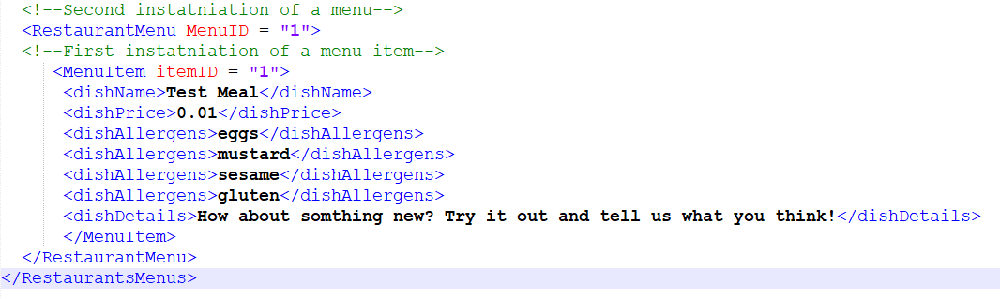 <!--Second instatniation of a menu-->
<RestaurantMenu MenuID = "1">
<!--First instatniation of a menu item-->
<MenuItem itemID = "1">
<dishName>Test Meal</dishName>
<dishPrice>0.01</dishPrice>
<dishAllergens>eggs</dishAllergens>
<dishAllergens>mustard</dishAllergens>
<dishAllergens>sesame</dishAllergens>
<dishAllergens>gluten</dishAllergens>
<dishDetails>How about somthing new? Try it out and tell us what you think!</dishDetails>
</MenuItem>
</RestaurantMenu>
</RestaurantsMenus>